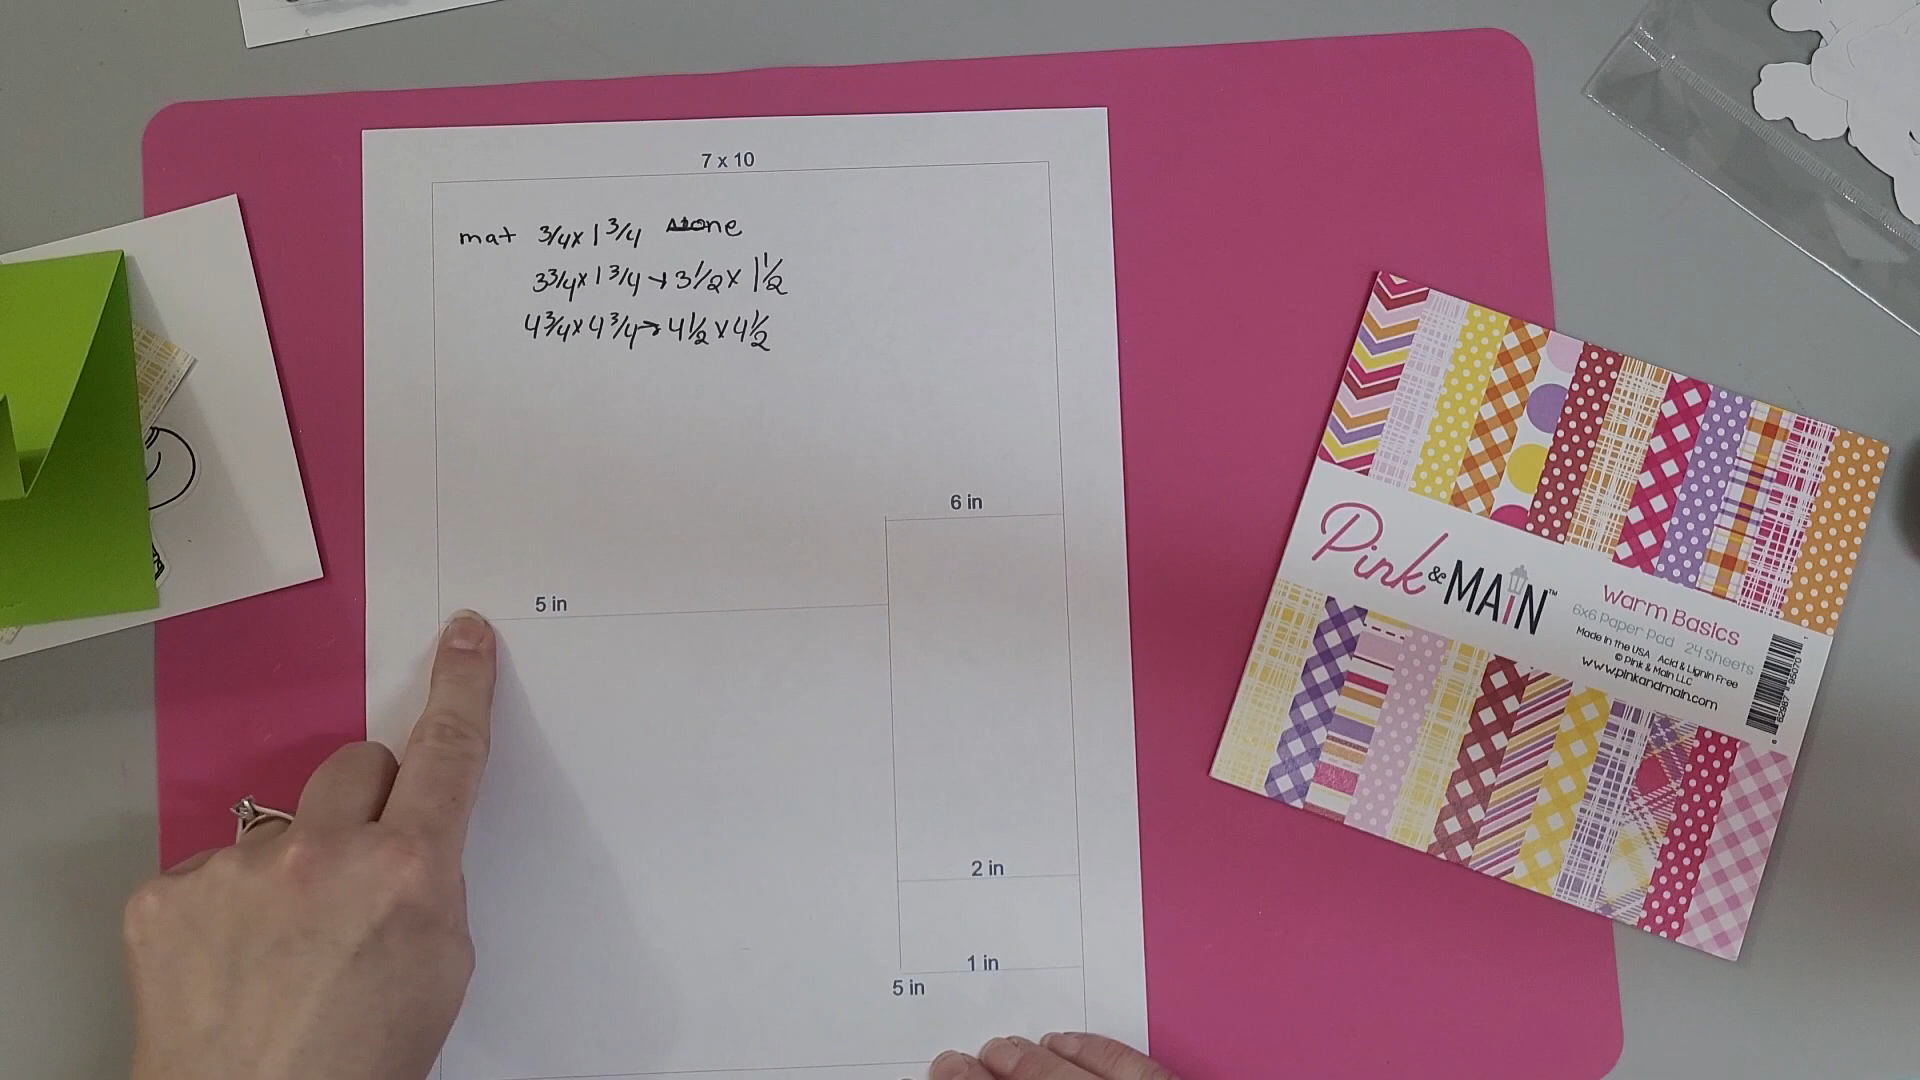 7 x 10
mat 3/4x 1 3/4 one
3 3/4 x 1 3/4 → 3 1/2 x 1 1/2
4 3/4 x 4 3/4 → 4 1/2 x 4 1/2
6 in
5 in
2 in
1 in
5 in
Pink & MAiN™
Warm Basics
6x6 Paper Pad 24 Sheets
Made in the USA Acid & Lignin Free
© Pink & Main LLC
www.pinkandmain.com